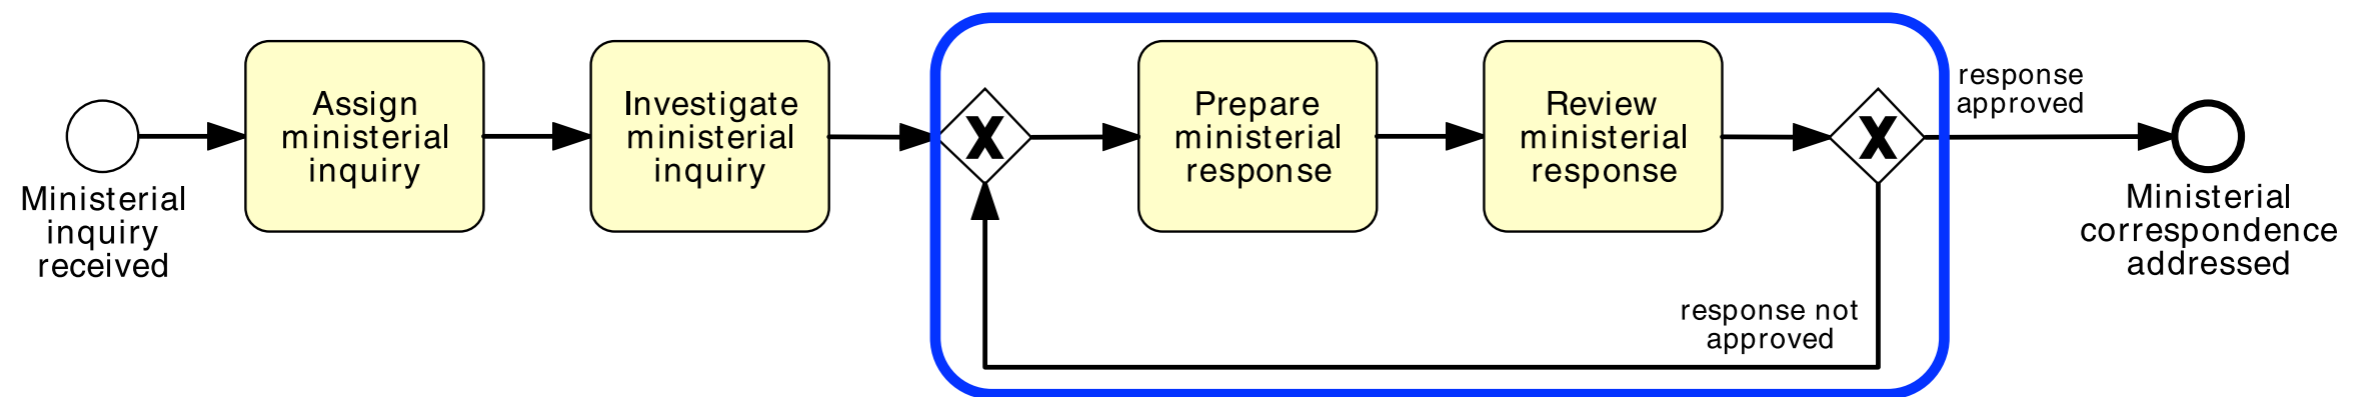 Ministerial
inquiry
received
Assign
ministerial
inquiry
Investigate
ministerial
inquiry
X
Prepare
ministerial
response
Review
ministerial
response
X
response not
approved
response
approved
Ministerial
correspondence
addressed